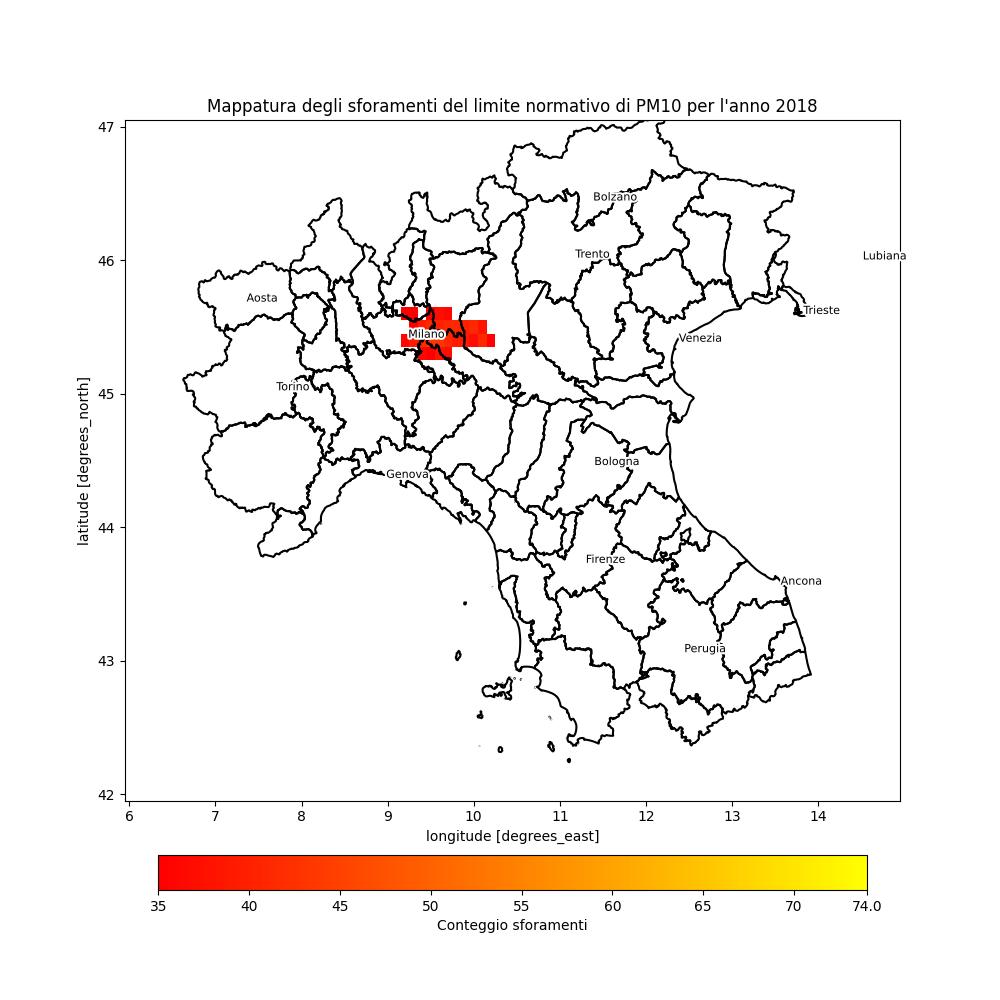 Mappatura degli sforamenti del limite normativo di PM10 per l'anno 2018
47
Bolzano
46
Trento
Lubiana
Aosta
Trieste
Milano
Venezia
45
Torino
Genova
Bologna
44
Firenze
Ancona
43
Perugia
42
latitude [degrees_north]
6 7 8 9 10 11 12 13 14
longitude [degrees_east]
35 40 45 50 55 60 65 70 74.0
Conteggio sforamenti